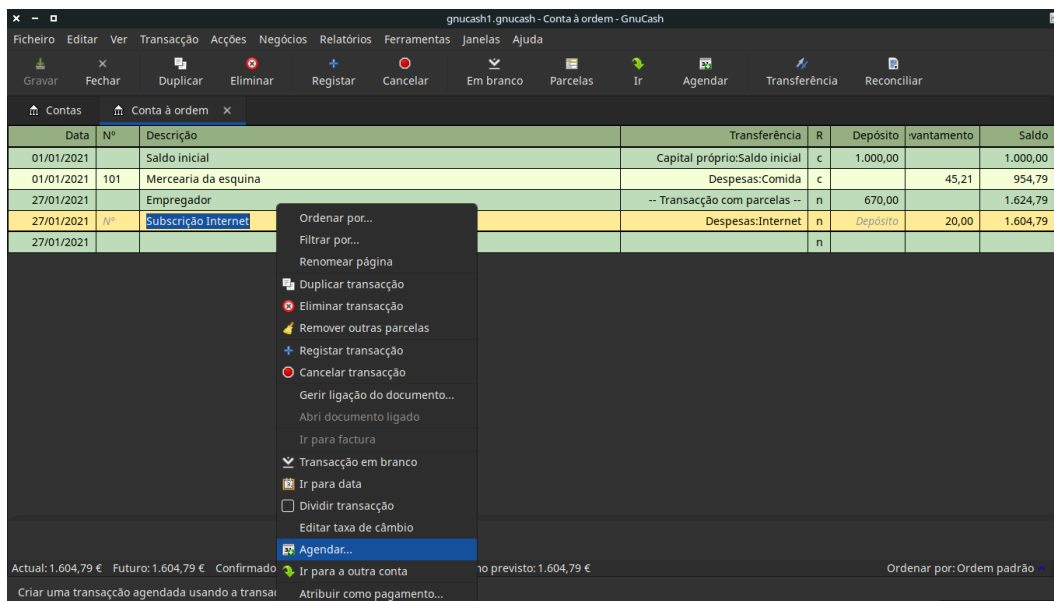 gnucash1.gnucash - Conta à ordem - GnuCash
Ficheiro Editar Ver Transacção Acções Negócios Relatórios Ferramentas Janelas Ajuda
Gravar Fechar Duplicar Eliminar Registar Cancelar Em branco Parcelas Ir Agendar Transferência Reconciliar
Contas Conta à ordem
Data Nº Descrição Transferência R Depósito vantamento Saldo
01/01/2021 Saldo inicial Capital próprio:Saldo inicial c 1.000,00 1.000,00
01/01/2021 101 Mercearia da esquina Despesas:Comida c 45,21 954,79
27/01/2021 Empregador -- Transacção com parcelas -- n 670,00 1.624,79
27/01/2021 Nº Subscrição Internet Despesas:Internet n Depósito 20,00 1.604,79
27/01/2021 n
Ordenar por...
Filtrar por...
Renomear página
Duplicar transacção
Eliminar transacção
Remover outras parcelas
Registar transacção
Cancelar transacção
Gerir ligação do documento...
Abri documento ligado
Ir para factura
Transacção em branco
Ir para data
Dividir transacção
Editar taxa de câmbio
Agendar...
Ir para a outra conta
Atribuir como pagamento...
Actual: 1.604,79 € Futuro: 1.604,79 € Confirmado no previsto: 1.604,79 € Ordenar por: Ordem padrão
Criar uma transacção agendada usando a transac